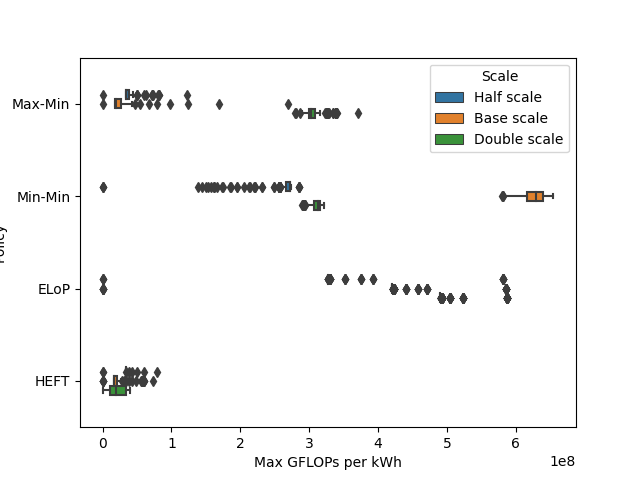 Scale
Half scale
Base scale
Double scale
Max-Min
Min-Min
ELoP
HEFT
0 1 2 3 4 5 6
Max GFLOPs per kWh
1e8